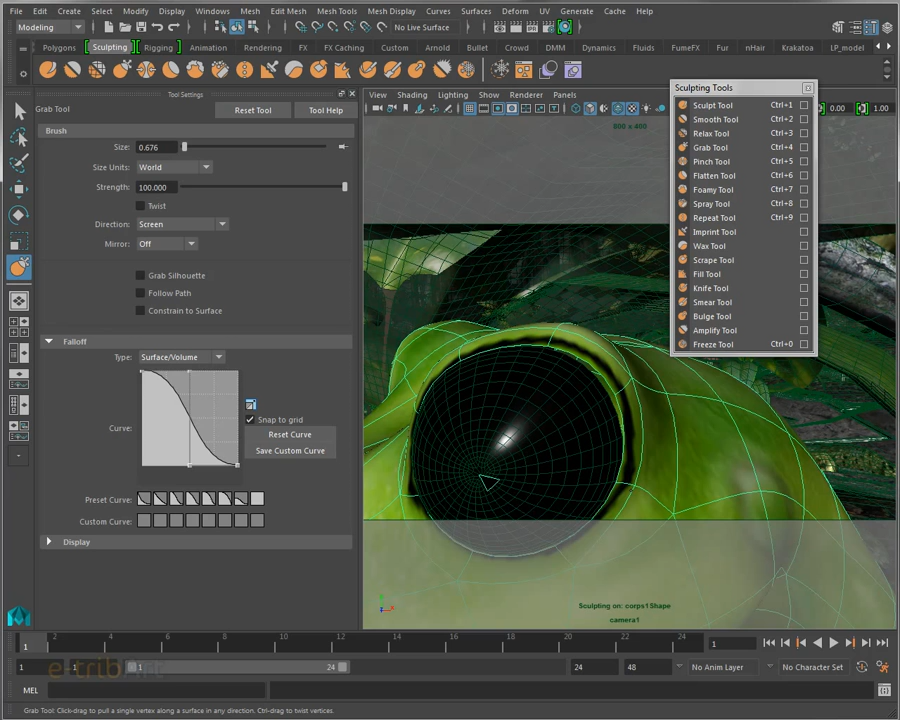 File Edit Create Select Modify Display Windows Mesh Edit Mesh Mesh Tools Mesh Display Curves Surfaces Deform UV Generate Cache Help
Modeling No Live Surface
Polygons Sculpting Rigging Animation Rendering FX FX Caching Custom Arnold Bullet Crowd DMM Dynamics Fluids FumeFX Fur nHair Krakatoa LP_model
Tool Settings
View Shading Lighting Show Renderer Panels
Grab Tool Reset Tool Tool Help
0.00 1.00
800 x 400
Brush
Size: 0.676
Size Units: World
Strength: 100.000
Twist
Direction: Screen
Mirror: Off
Grab Silhouette
Follow Path
Constrain to Surface
Falloff
Type: Surface/Volume
Curve:
Snap to grid
Reset Curve
Save Custom Curve
Preset Curve:
Custom Curve:
Display
Sculpting Tools
Sculpt Tool Ctrl+1
Smooth Tool Ctrl+2
Relax Tool Ctrl+3
Grab Tool Ctrl+4
Pinch Tool Ctrl+5
Flatten Tool Ctrl+6
Foamy Tool Ctrl+7
Spray Tool Ctrl+8
Repeat Tool Ctrl+9
Imprint Tool
Wax Tool
Scrape Tool
Fill Tool
Knife Tool
Smear Tool
Bulge Tool
Amplify Tool
Freeze Tool Ctrl+0
Sculpting on: corps1Shape
camera1
1 2 4 6 8 10 12 14 16 18 20 22 24 1
1 1 1 24 24 48 No Anim Layer No Character Set
e-tribArt
MEL
Grab Tool: Click-drag to pull a single vertex along a surface in any direction. Ctrl-drag to twist vertices.